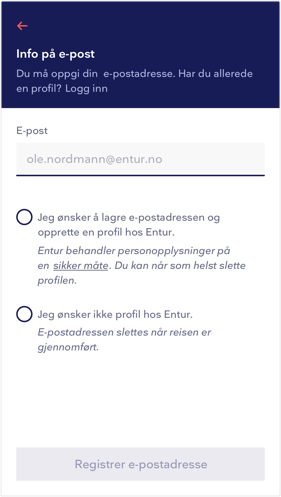 Info på e-post
Du må oppgi din e-postadresse. Har du allerede
en profil? Logg inn
E-post
ole.nordmann@entur.no
Jeg ønsker å lagre e-postadressen og
opprette en profil hos Entur.
Entur behandler personopplysninger på
en sikker måte. Du kan når som helst slette
profilen.
Jeg ønsker ikke profil hos Entur.
E-postadressen slettes når reisen er
gjennomført.
Registrer e-postadresse